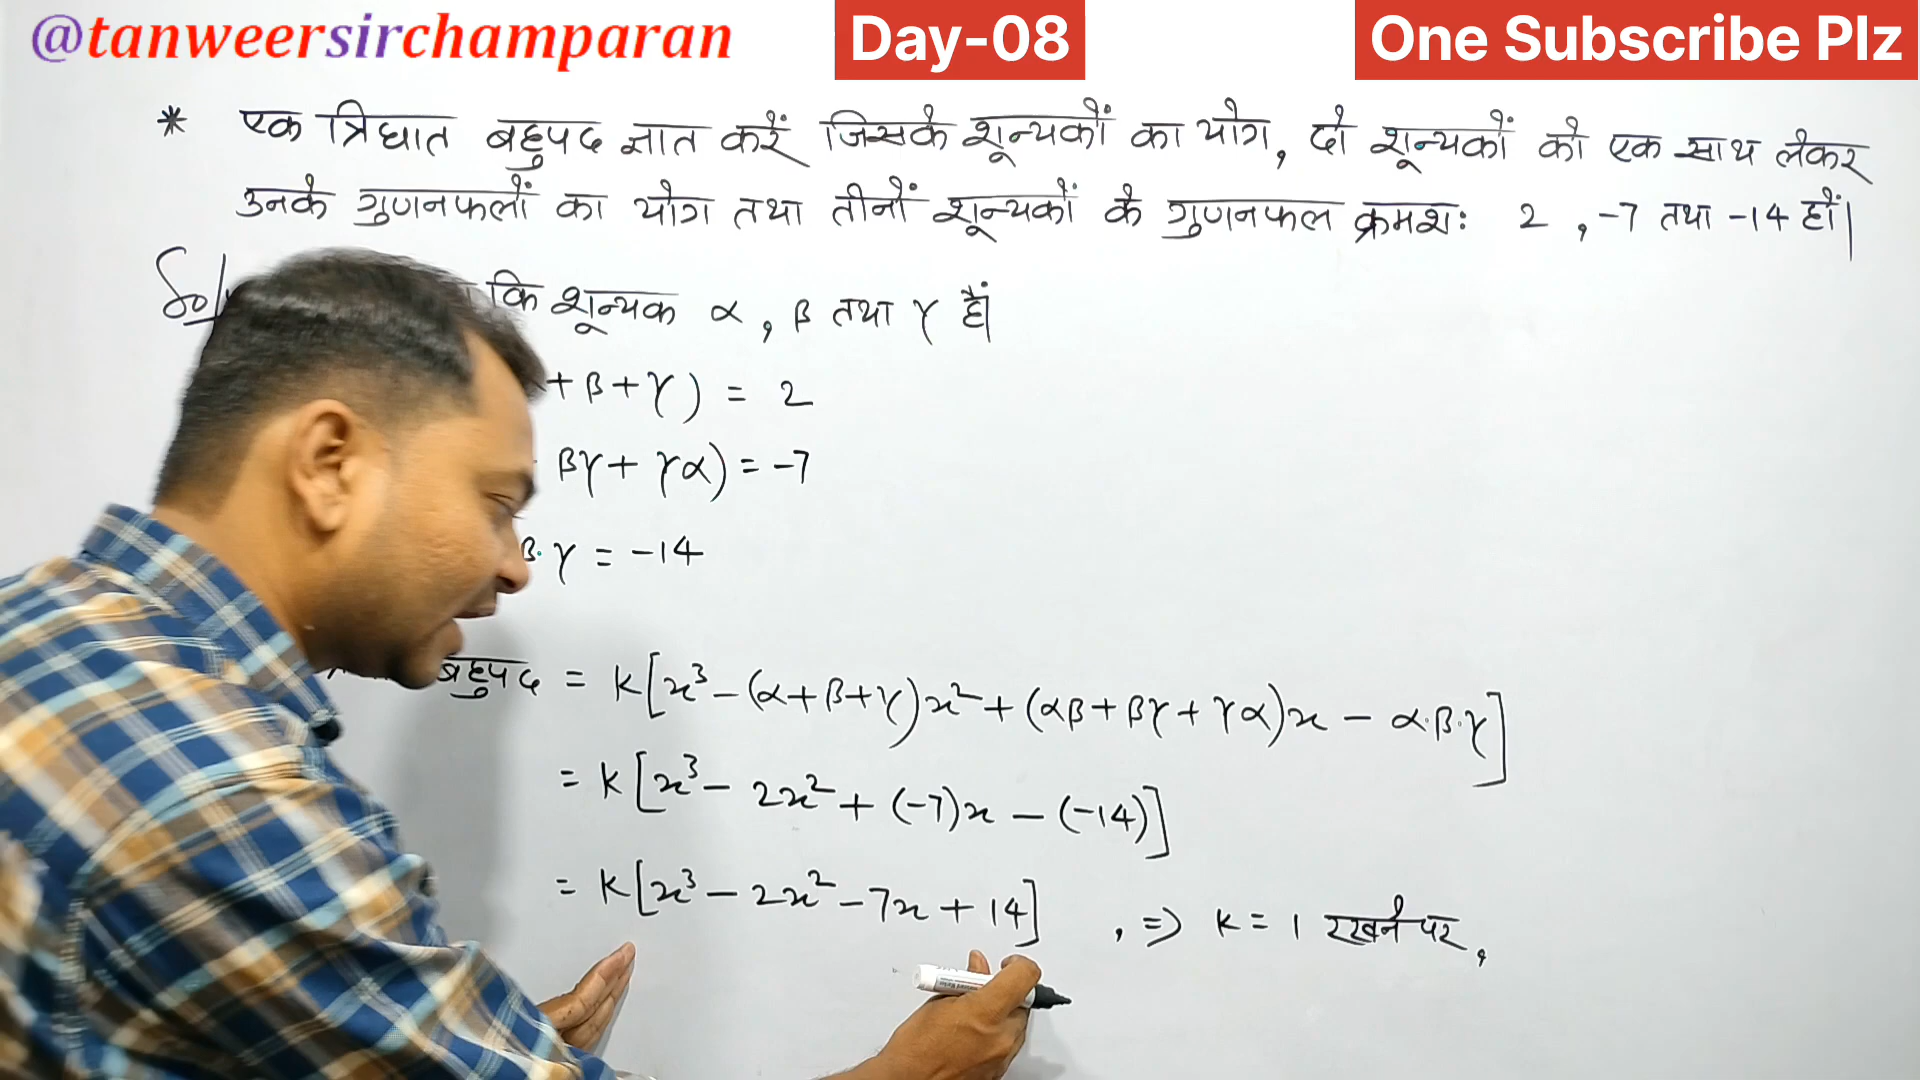 @tanweersirchamparan
Day-08
One Subscribe Plz
* एक त्रिघात बहुपद ज्ञात करें जिसके शून्यकों का योग, दो शून्यकों को एक साथ लेकर
उनके गुणनफलों का योग तथा तीनों शून्यकों के गुणनफल क्रमशः 2 , -7 तथा -14 हों|
कि शून्यक α , β तथा γ हैं|
+ β + γ) = 2
βγ + γα) = -7
β·γ = -14
बहुपद = k[x³ - (α + β + γ)x² + (αβ + βγ + γα)x - α·β·γ]
= k[x³ - 2x² + (-7)x - (-14)]
= k[x³ - 2x² - 7x + 14] , ⇒ k = 1 रखने पर,